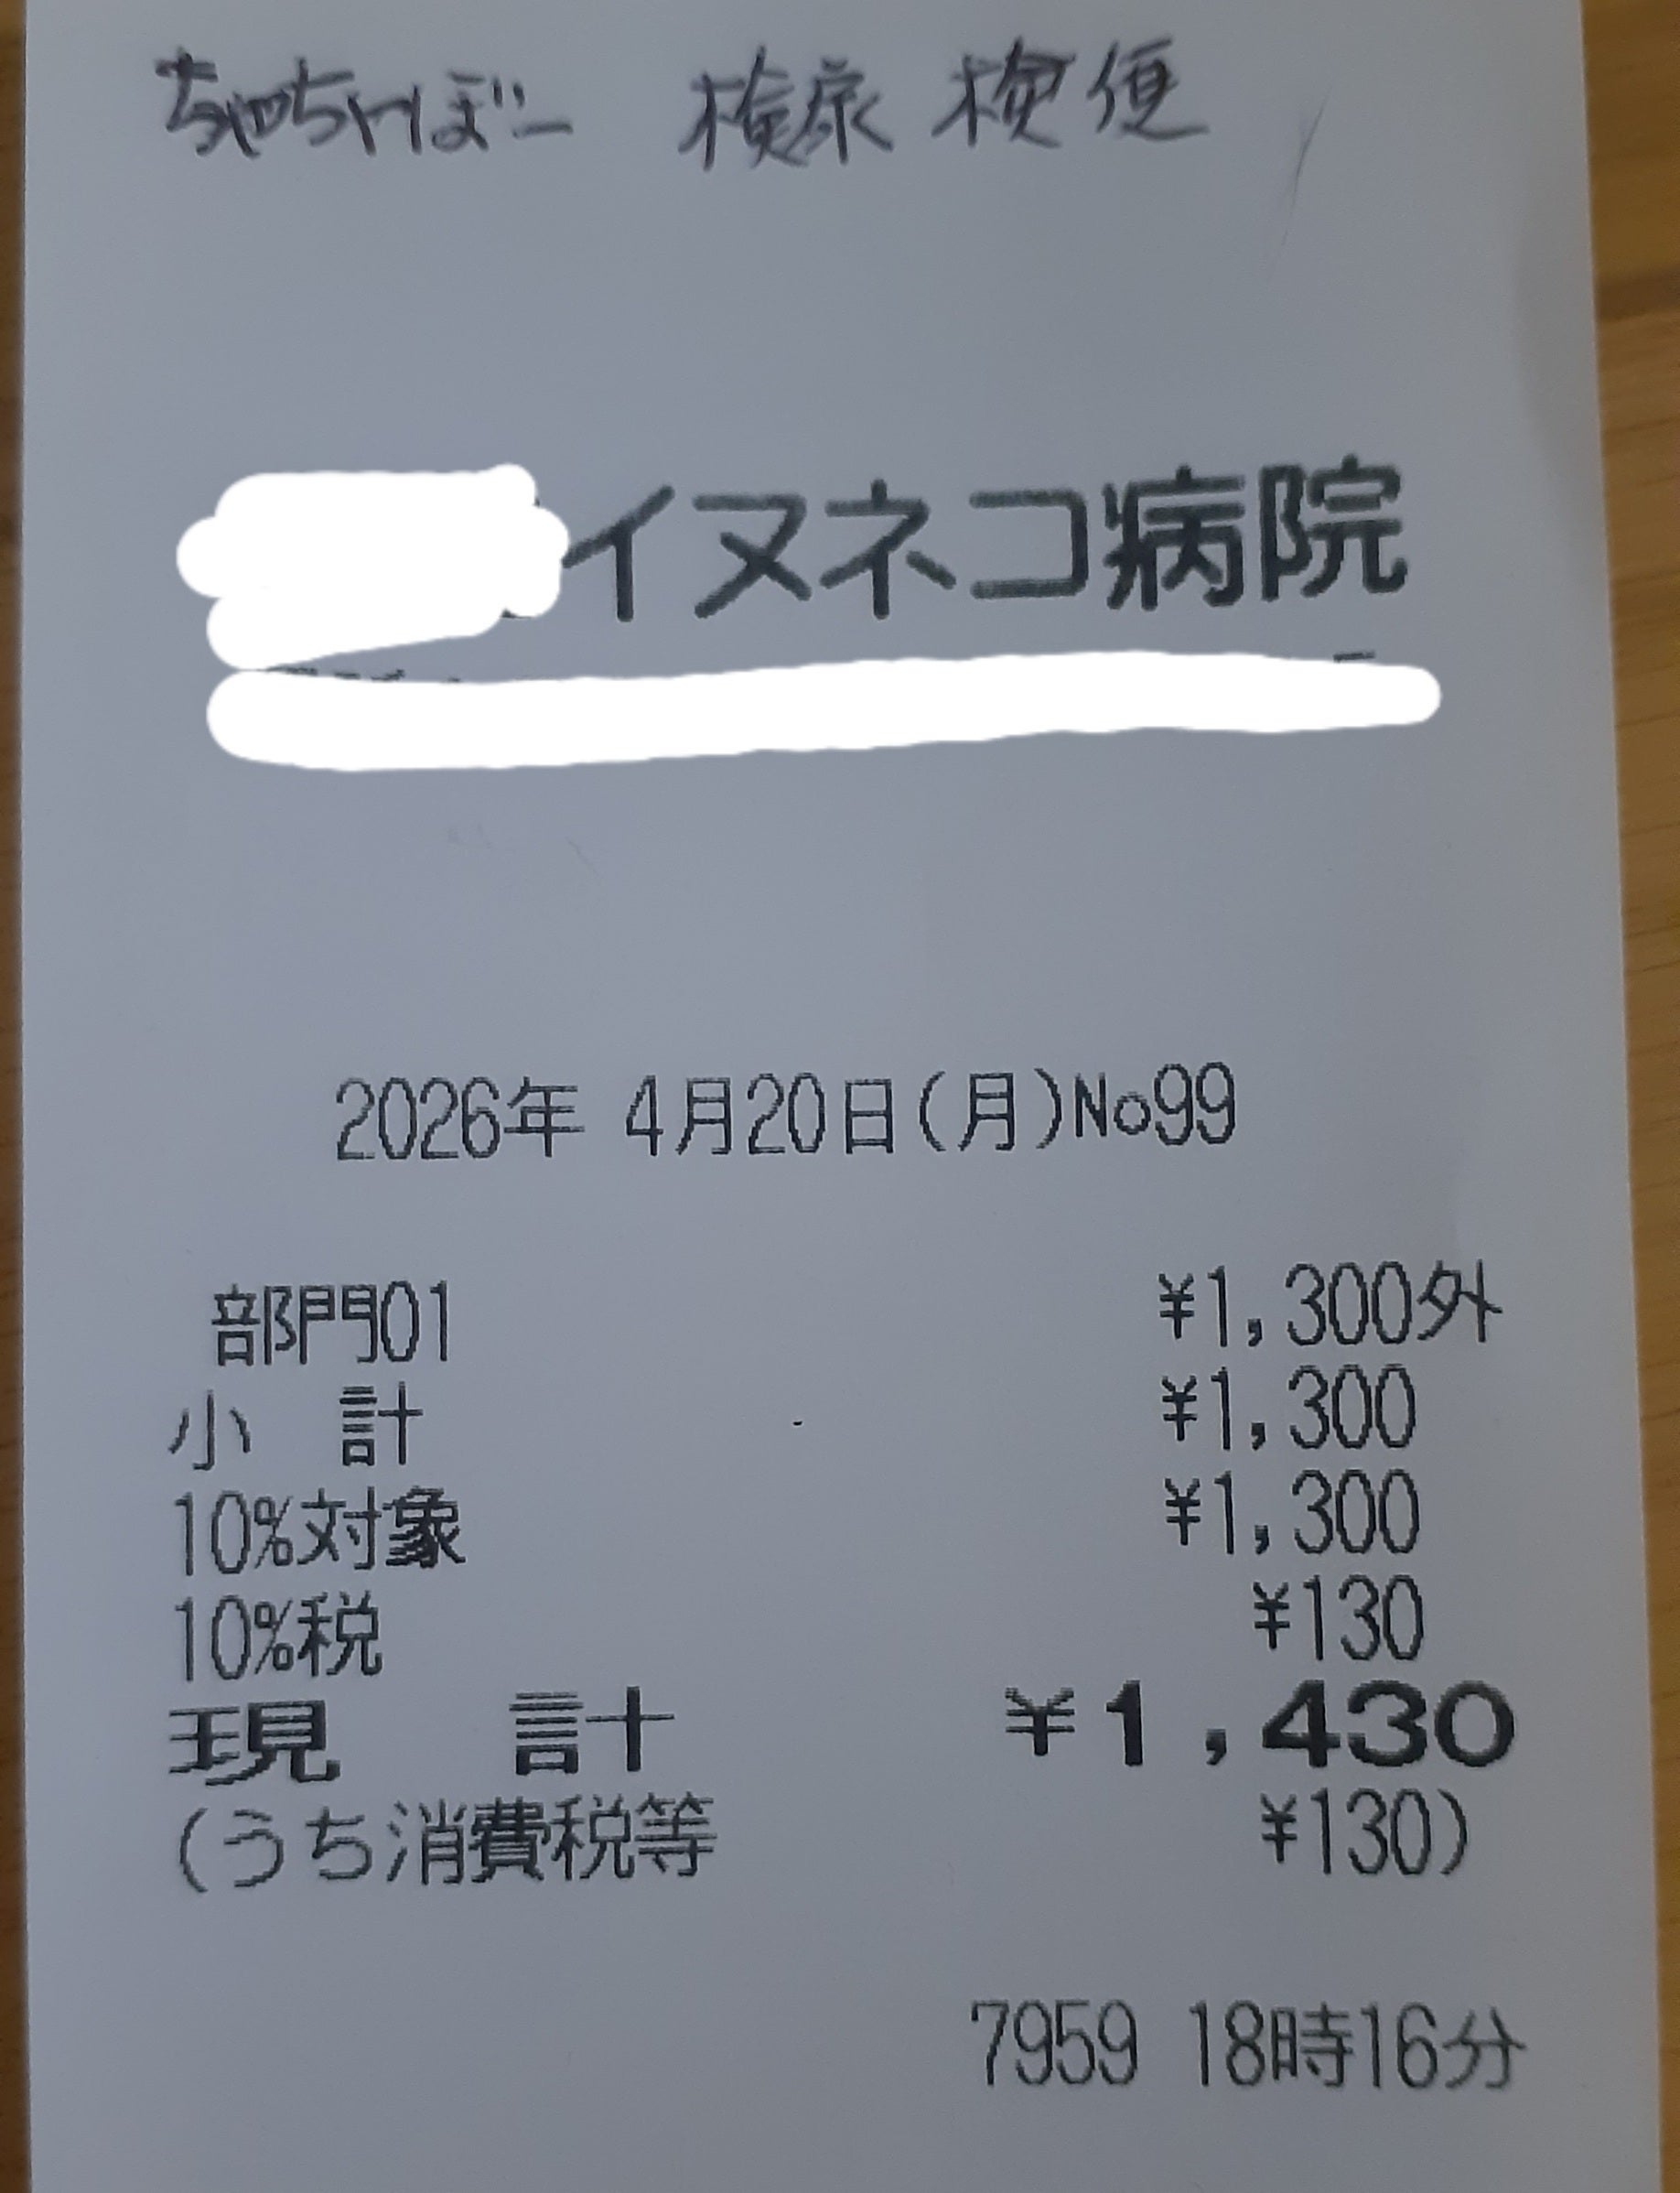 ちゃちゃぼー 検尿 検便
イヌネコ病院
2026年 4月20日(月)No99
部門01 ¥1,300外
小 計 ¥1,300
10%対象 ¥1,300
10%税 ¥130
現 計 ¥1,430
(うち消費税等 ¥130)
7959 18時16分